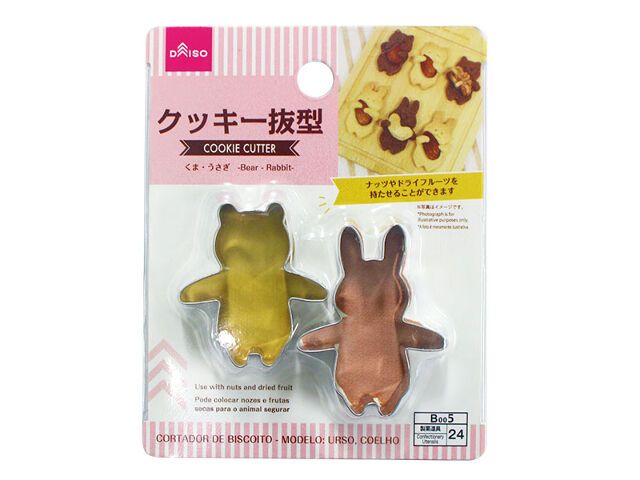 DAISO
クッキー抜型
COOKIE CUTTER
くま・うさぎ -Bear・Rabbit-
ナッツやドライフルーツを
持たせることができます
※写真はイメージです。
*Photograph is for
illustrative purposes only.
*A foto é meramente ilustrativa.
Use with nuts and dried fruit
Pode colocar nozes e frutas
secas para o animal segurar
B005
製菓道具
Confectionery
Utensils
24
CORTADOR DE BISCOITO - MODELO: URSO, COELHO